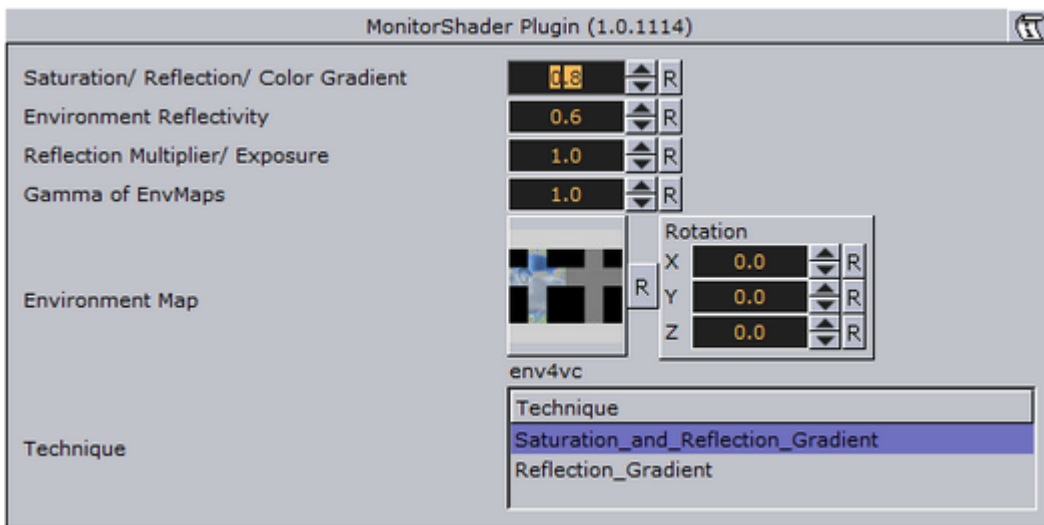 MonitorShader Plugin (1.0.1114)
Saturation/ Reflection/ Color Gradient 0.8 R
Environment Reflectivity 0.6 R
Reflection Multiplier/ Exposure 1.0 R
Gamma of EnvMaps 1.0 R
Environment Map R
Rotation
X 0.0 R
Y 0.0 R
Z 0.0 R
env4vc
Technique
Technique
Saturation_and_Reflection_Gradient
Reflection_Gradient